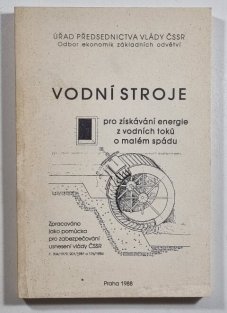 ÚŘAD PŘEDSEDNICTVA VLÁDY ČSSR
Odbor ekonomik základních odvětví
VODNÍ STROJE
pro získávání energie
z vodních toků
o malém spádu
Zpracováno
jako pomůcka
pro zabezpečování
usnesení vlády ČSSR
Praha 1988